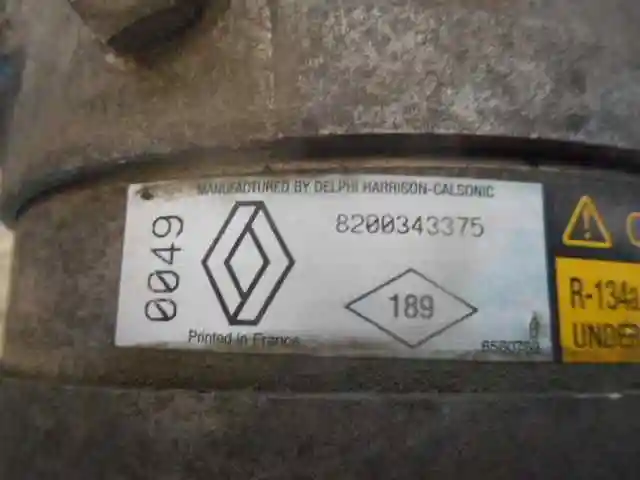 MANUFACTURED BY DELPHI HARRISON-CALSONIC
0049
8200343375
189
Printed in France
R-134a
UNDER